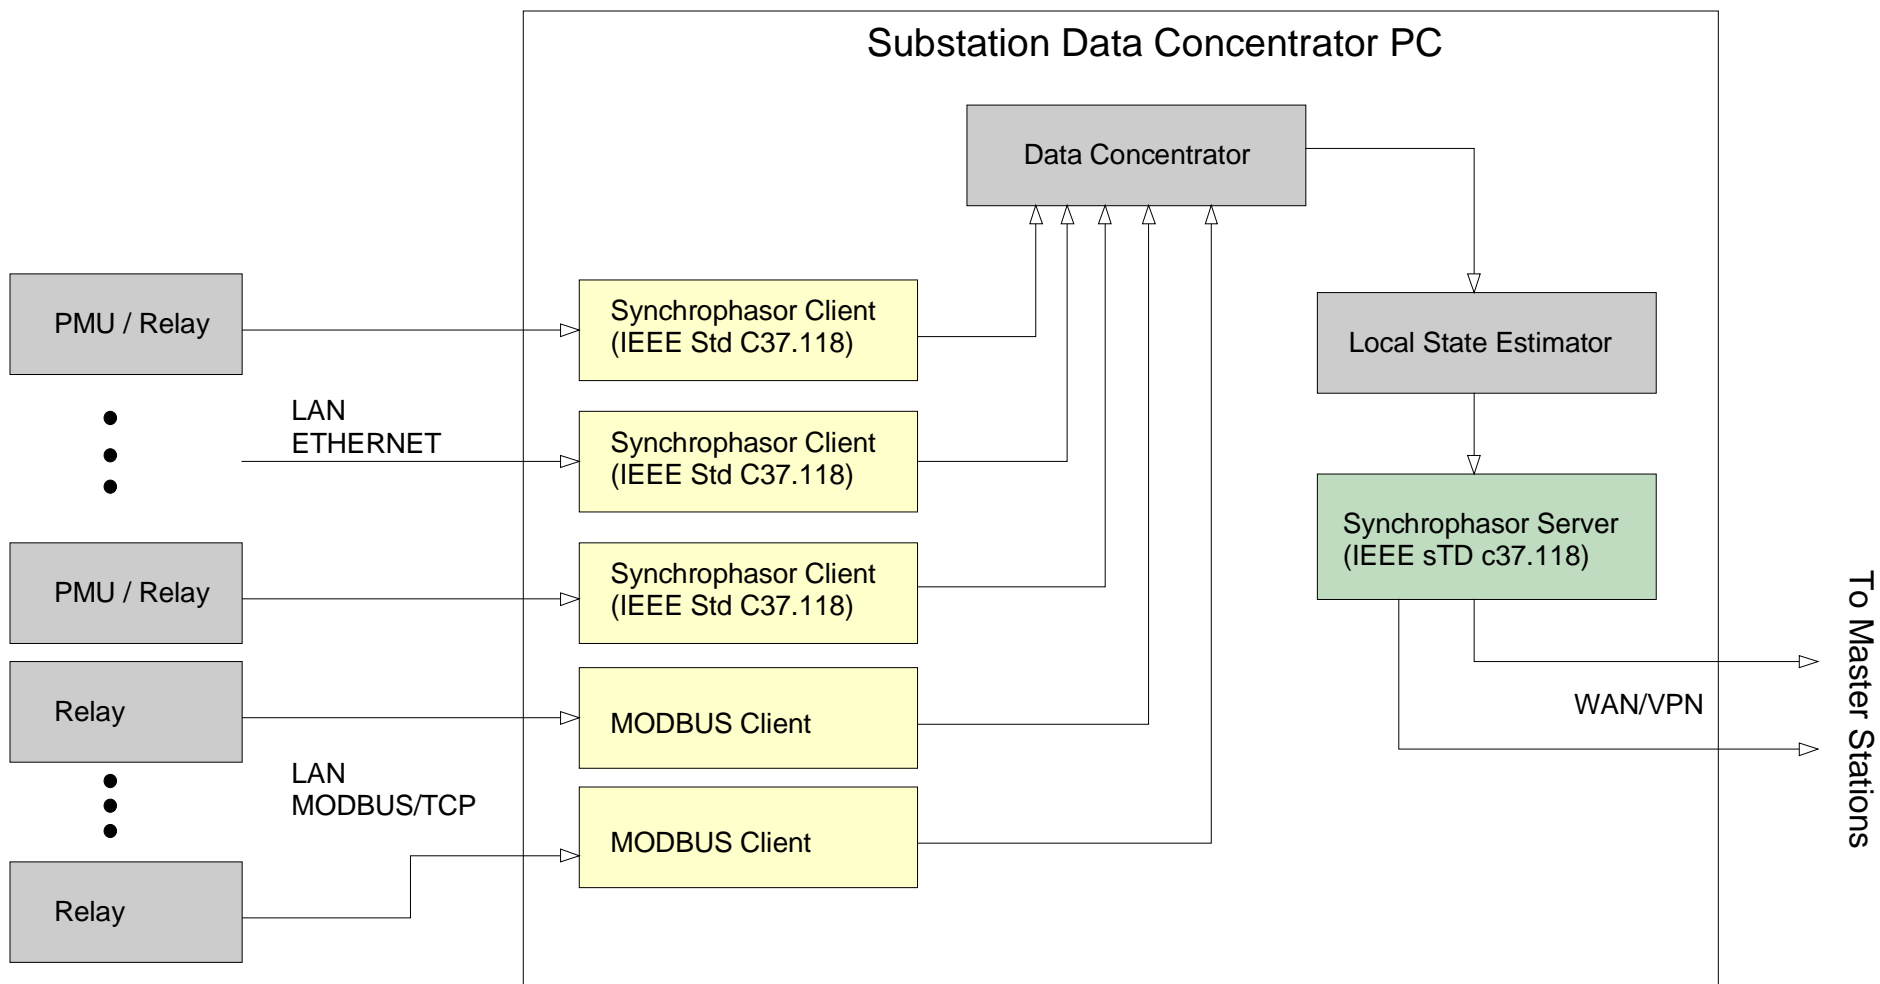 Substation Data Concentrator PC
Data Concentrator
PMU / Relay
Synchrophasor Client
(IEEE Std C37.118)
Local State Estimator
LAN
ETHERNET
Synchrophasor Client
(IEEE Std C37.118)
Synchrophasor Server
(IEEE sTD c37.118)
PMU / Relay
Synchrophasor Client
(IEEE Std C37.118)
To Master Stations
Relay
MODBUS Client
WAN/VPN
LAN
MODBUS/TCP
MODBUS Client
Relay